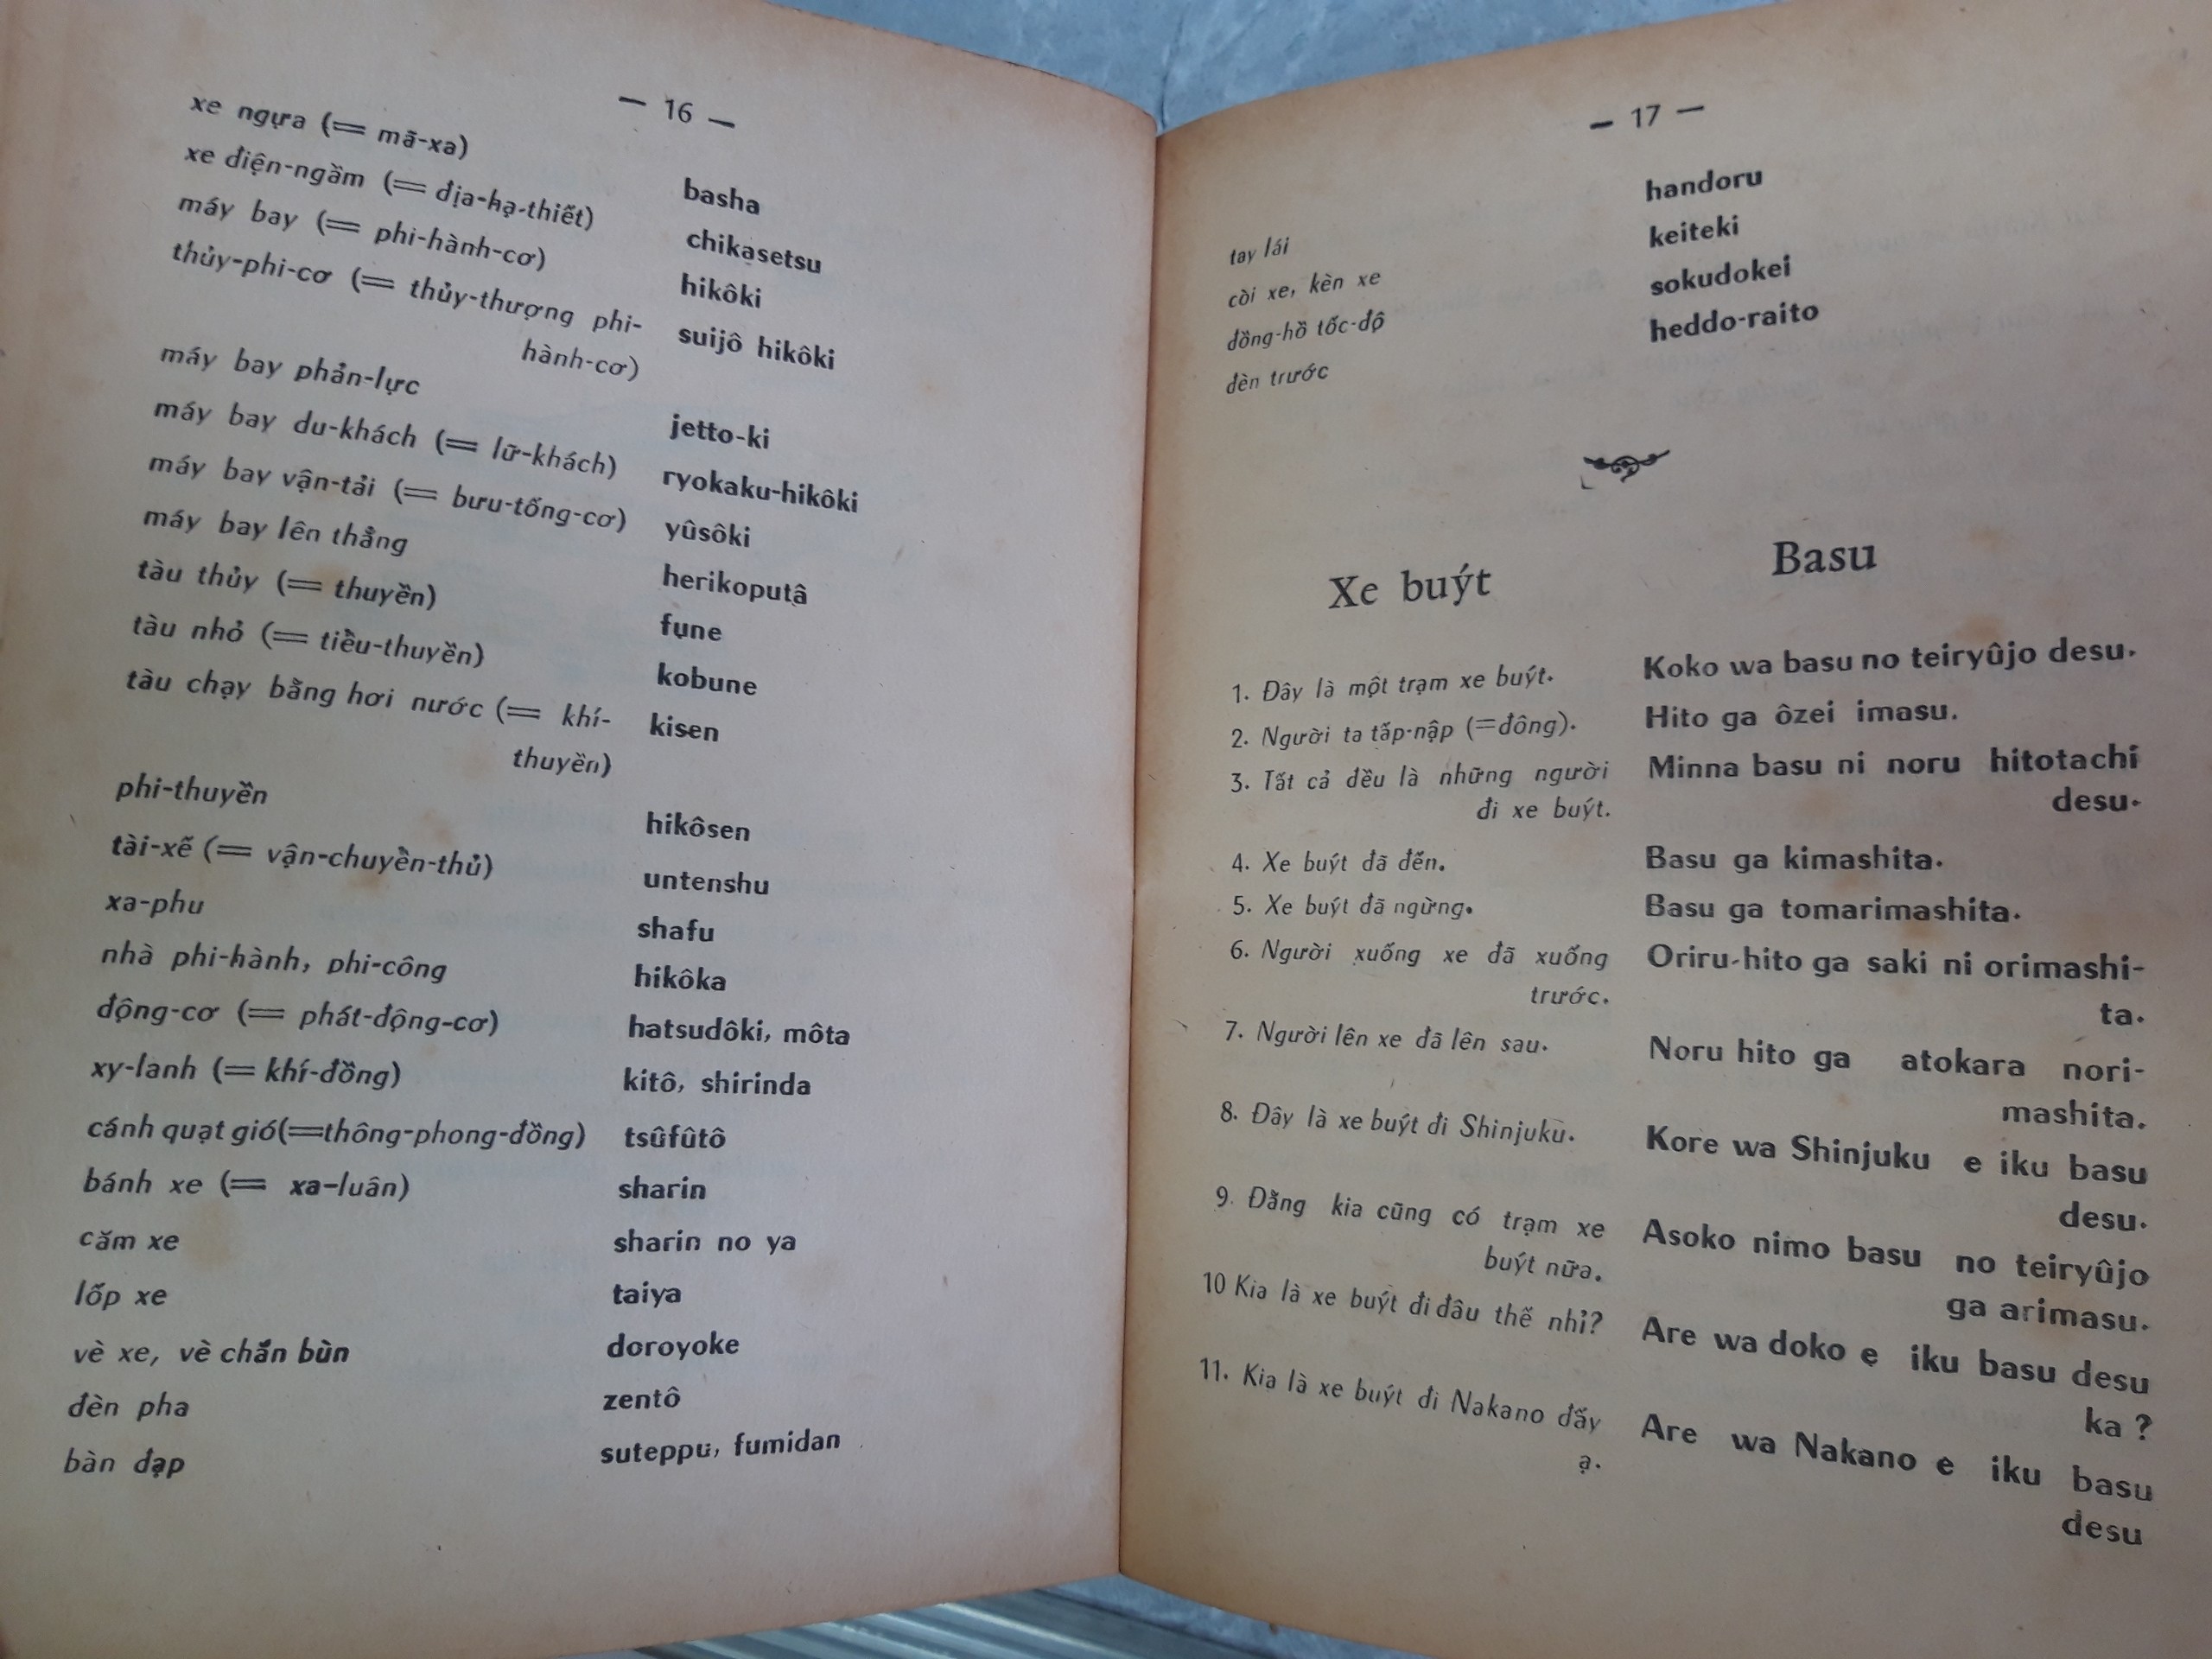 — 16 —
xe ngựa (= mã-xa) basha
xe điện-ngầm (= địa-hạ-thiết) chikasetsu
máy bay (= phi-hành-cơ) hikôki
thủy-phi-cơ (= thủy-thượng phi- suijô hikôki
hành-cơ)
máy bay phản-lực jetto-ki
máy bay du-khách (= lữ-khách) ryokaku-hikôki
máy bay vận-tải (= bưu-tống-cơ) yûsôki
máy bay lên thẳng herikoputâ
tàu thủy (= thuyền) fune
tàu nhỏ (= tiểu-thuyền) kobune
tàu chạy bằng hơi nước (= khí- kisen
thuyền)
phi-thuyền hikôsen
tài-xế (= vận-chuyển-thủ) untenshu
xa-phu shafu
nhà phi-hành, phi-công hikôka
động-cơ (= phát-động-cơ) hatsudôki, môta
xy-lanh (= khí-đồng) kitô, shirinda
cánh quạt gió(=thông-phong-đồng) tsûfûtô
bánh xe (= xa-luân) sharin
căm xe sharin no ya
lốp xe taiya
vè xe, vè chắn bùn doroyoke
đèn pha zentô
bàn đạp suteppu, fumidan
— 17 —
tay lái handoru
còi xe, kèn xe keiteki
đồng-hồ tốc-độ sokudokei
đèn trước heddo-raito
Xe buýt Basu
1. Đây là một trạm xe buýt. Koko wa basu no teiryûjo desu.
2. Người ta tấp-nập (=đông). Hito ga ôzei imasu.
3. Tất cả đều là những người Minna basu ni noru hitotachi
đi xe buýt. desu.
4. Xe buýt đã đến. Basu ga kimashita.
5. Xe buýt đã ngừng. Basu ga tomarimashita.
6. Người xuống xe đã xuống Oriru-hito ga saki ni orimashi-
trước. ta.
7. Người lên xe đã lên sau. Noru hito ga atokara nori-
mashita.
8. Đây là xe buýt đi Shinjuku. Kore wa Shinjuku e iku basu
desu.
9. Đằng kia cũng có trạm xe Asoko nimo basu no teiryûjo
buýt nữa. ga arimasu.
10 Kia là xe buýt đi đâu thế nhỉ? Are wa doko e iku basu desu
ka ?
11. Kia là xe buýt đi Nakano đấy Are wa Nakano e iku basu
ạ. desu